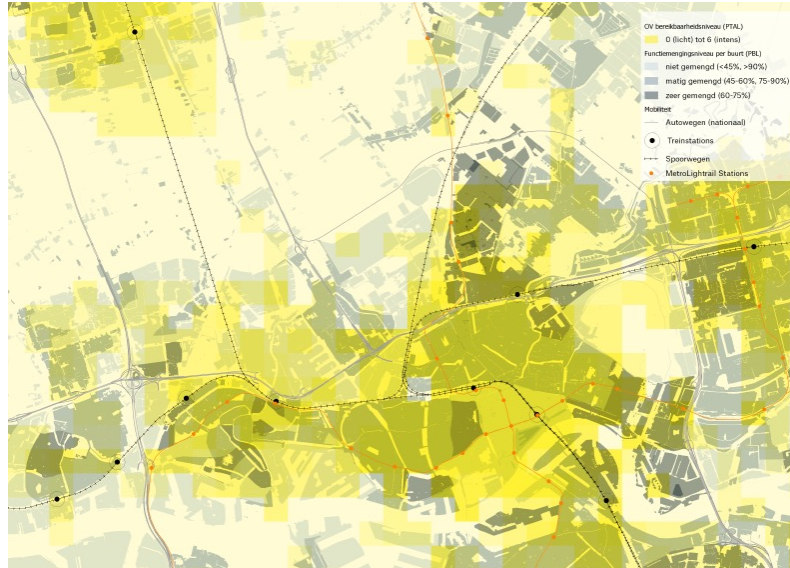 OV bereikbaarheidsniveau (PTAL)
0 (licht) tot 6 (intens)
Functiemengingsniveau per buurt (PBL)
niet gemengd (<45%, >90%)
matig gemengd (45-60%, 75-90%)
zeer gemengd (60-75%)
Mobiliteit
Autowegen (nationaal)
Treinstations
Spoorwegen
MetroLightrail Stations